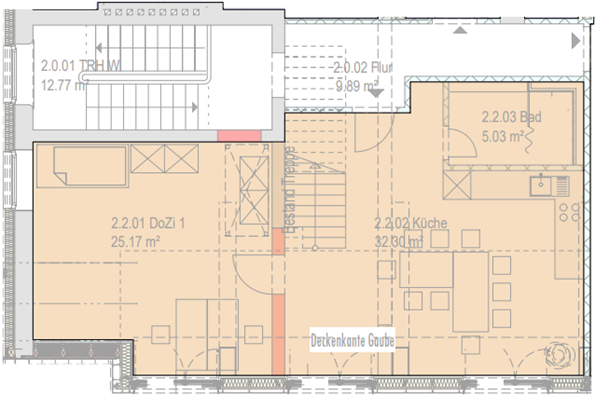 2.0.01 TRH W
12.77 m²
2.0.02 Flur
9.89 m²
2.2.03 Bad
5.03 m²
Bestand Treppe
2.2.01 DoZi 1
25.17 m²
2.2.02 Küche
32.30 m²
Deckenkante Gaube